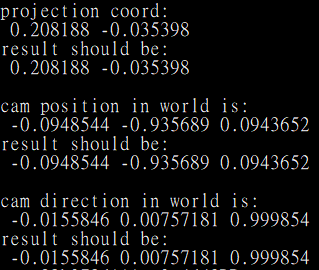 projection coord:
0.208188 -0.035398
result should be:
0.208188 -0.035398
cam position in world is:
-0.0948544 -0.935689 0.0943652
result should be:
-0.0948544 -0.935689 0.0943652
cam direction in world is:
-0.0155846 0.00757181 0.999854
result should be:
-0.0155846 0.00757181 0.999854